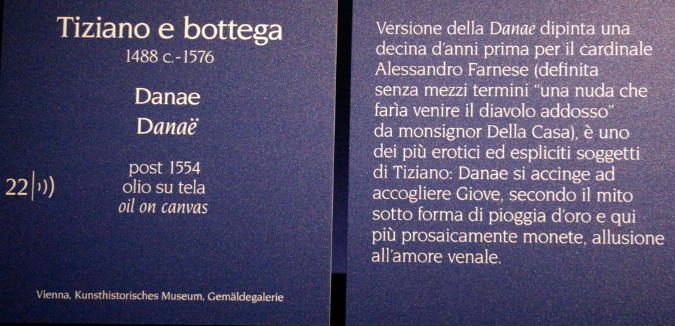 Tiziano e bottega
1488 c.-1576
Danae
Danaë
post 1554
olio su tela
oil on canvas
22
Vienna, Kunsthistorisches Museum, Gemäldegalerie
Versione della Danaë dipinta una
decina d'anni prima per il cardinale
Alessandro Farnese (definita
senza mezzi termini “una nuda che
farìa venire il diavolo addosso”
da monsignor Della Casa), è uno
dei più erotici ed espliciti soggetti
di Tiziano: Danae si accinge ad
accogliere Giove, secondo il mito
sotto forma di pioggia d'oro e qui
più prosaicamente monete, allusione
all'amore venale.